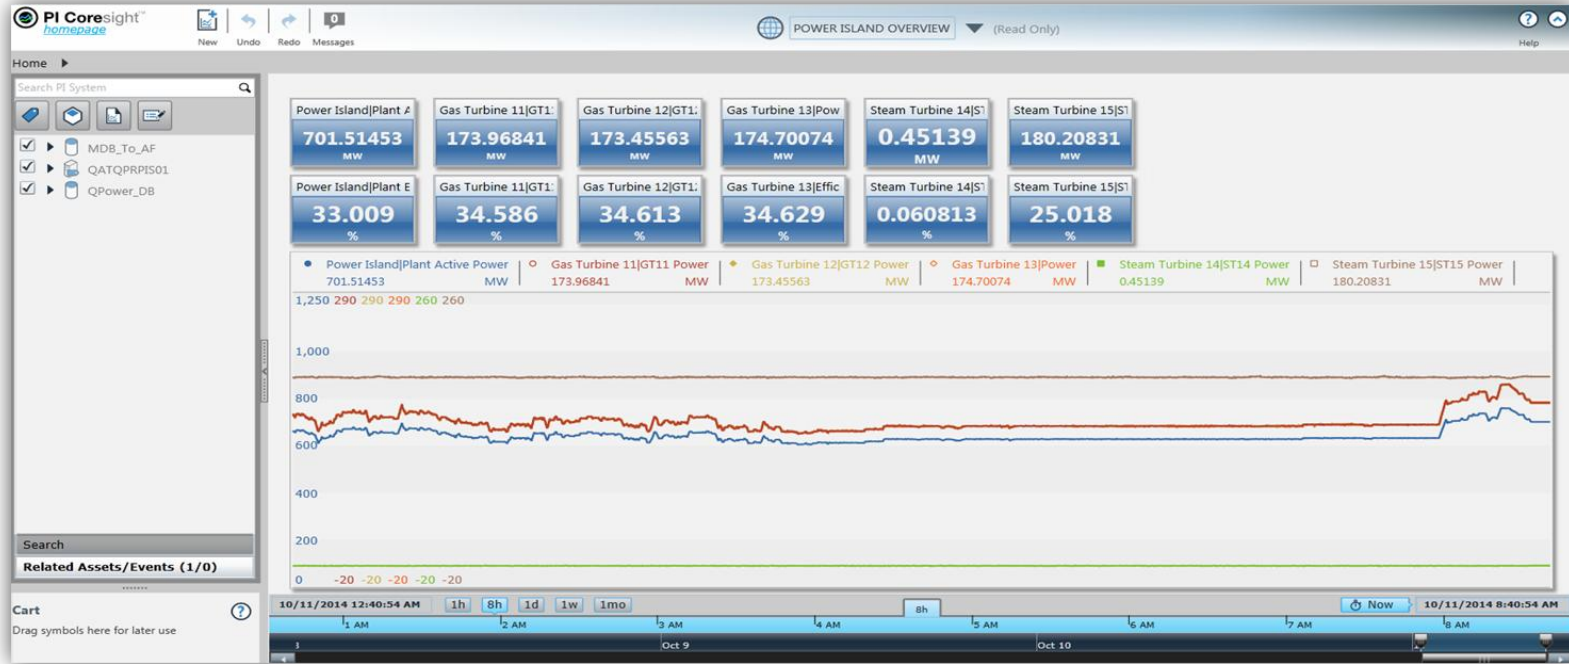 PI Coresight™
homepage
New
Undo
Redo
0
Messages
POWER ISLAND OVERVIEW
(Read Only)
?
Help
Home
Search PI System
MDB_To_AF
QATQPRPIS01
QPower_DB
Search
Related Assets/Events (1/0)
Cart
?
Drag symbols here for later use
Power Island|Plant A
701.51453
MW
Gas Turbine 11|GT1
173.96841
MW
Gas Turbine 12|GT1
173.45563
MW
Gas Turbine 13|Pow
174.70074
MW
Steam Turbine 14|ST
0.45139
MW
Steam Turbine 15|ST
180.20831
MW
Power Island|Plant E
33.009
%
Gas Turbine 11|GT1
34.586
%
Gas Turbine 12|GT1
34.613
%
Gas Turbine 13|Effic
34.629
%
Steam Turbine 14|ST
0.060813
%
Steam Turbine 15|ST
25.018
%
Power Island|Plant Active Power
701.51453 MW
Gas Turbine 11|GT11 Power
173.96841 MW
Gas Turbine 12|GT12 Power
173.45563 MW
Gas Turbine 13|Power
174.70074 MW
Steam Turbine 14|ST14 Power
0.45139 MW
Steam Turbine 15|ST15 Power
180.20831 MW
1,250 290 290 290 260 260
1,000
800
600
400
200
0 -20 -20 -20 -20 -20
10/11/2014 12:40:54 AM
1h 8h 1d 1w 1mo
8h
Now
10/11/2014 8:40:54 AM
1 AM 2 AM 3 AM 4 AM 5 AM 6 AM 7 AM 8 AM
Oct 9 Oct 10